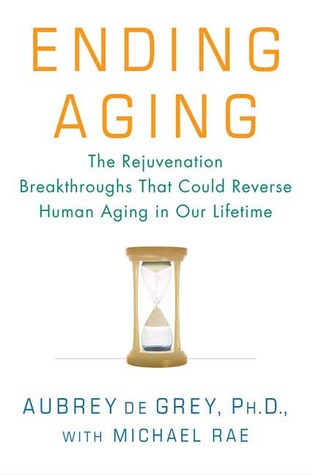 ENDING
AGING
The Rejuvenation
Breakthroughs That Could Reverse
Human Aging in Our Lifetime
AUBREY DE GREY, PH.D.,
WITH MICHAEL RAE